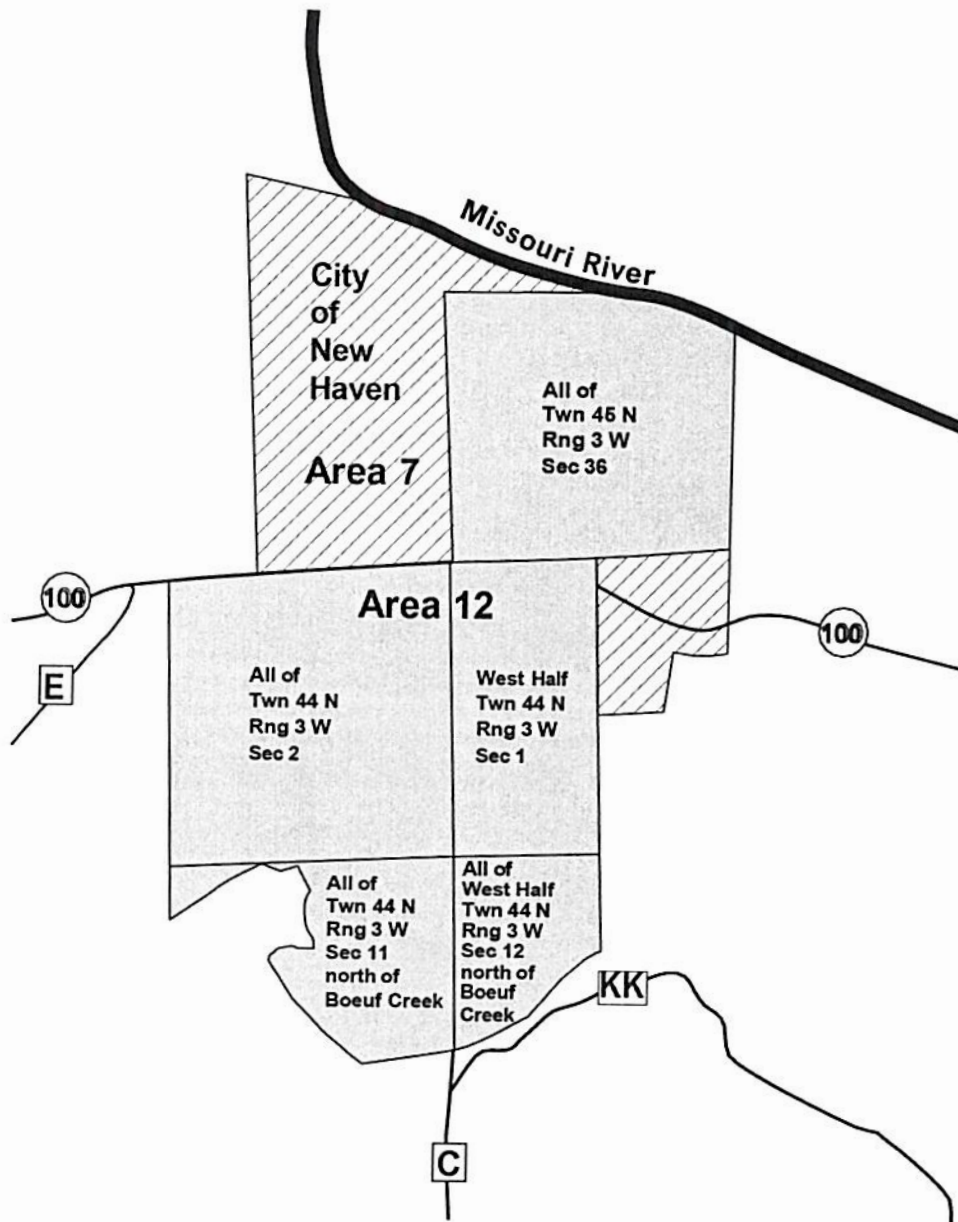 Missouri River
City
of
New
Haven
Area 7
All of
Twn 45 N
Rng 3 W
Sec 36
100
Area 12
100
E
All of
Twn 44 N
Rng 3 W
Sec 2
West Half
Twn 44 N
Rng 3 W
Sec 1
All of
Twn 44 N
Rng 3 W
Sec 11
north of
Boeuf Creek
All of
West Half
Twn 44 N
Rng 3 W
Sec 12
north of
Boeuf
Creek
KK
C